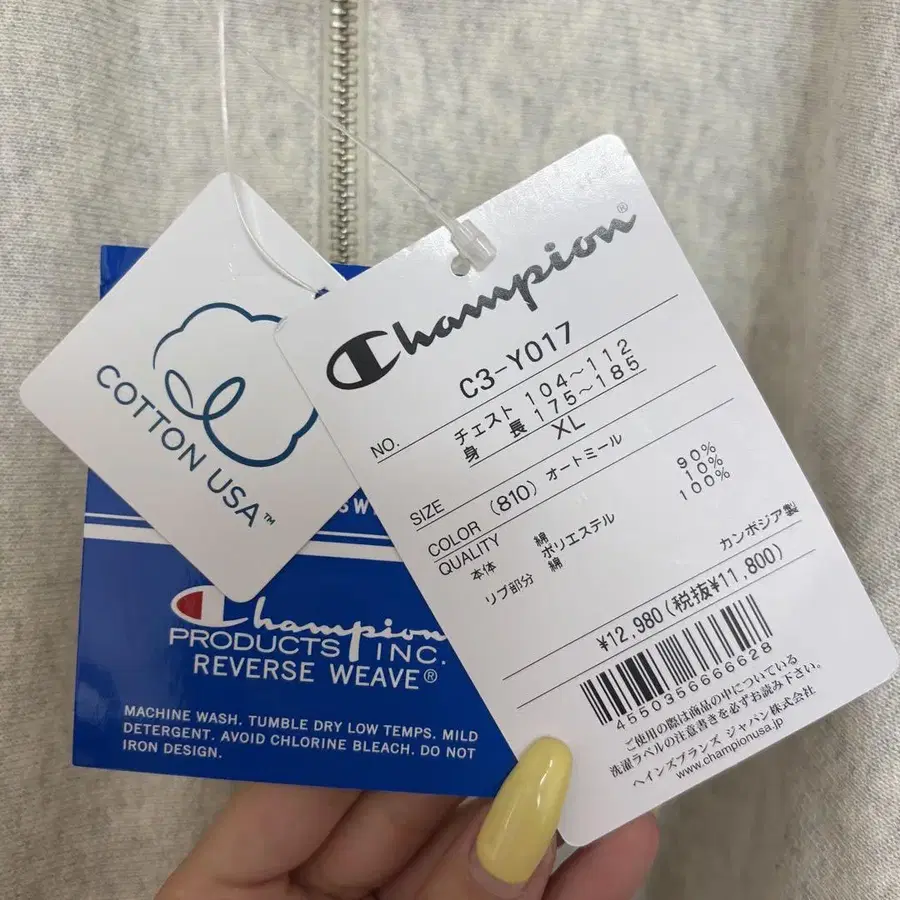 COTTON USA™
Champion
PRODUCTS INC.
REVERSE WEAVE®
MACHINE WASH. TUMBLE DRY LOW TEMPS. MILD
DETERGENT. AVOID CHLORINE BLEACH. DO NOT
IRON DESIGN.
Champion®
NO. C3-Y017
チェスト 104~112
身 長 175~185
SIZE XL
COLOR (810) オートミール
QUALITY
本体 綿 90%
ポリエステル 10%
リブ部分 綿 100%
カンボジア製
¥12,980(税抜¥11,800)
4550356666628
ご使用の際は商品の中についている
洗濯ラベルの注意書きを必ずお読み下さい。
ヘインズブランズ ジャパン株式会社
www.championusa.jp